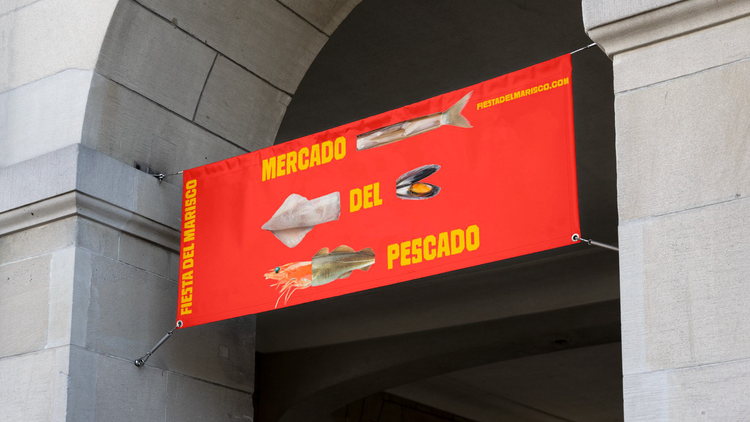 FIESTA DEL MARISCO
MERCADO
DEL
PESCADO
FIESTADELMARISCO.COM